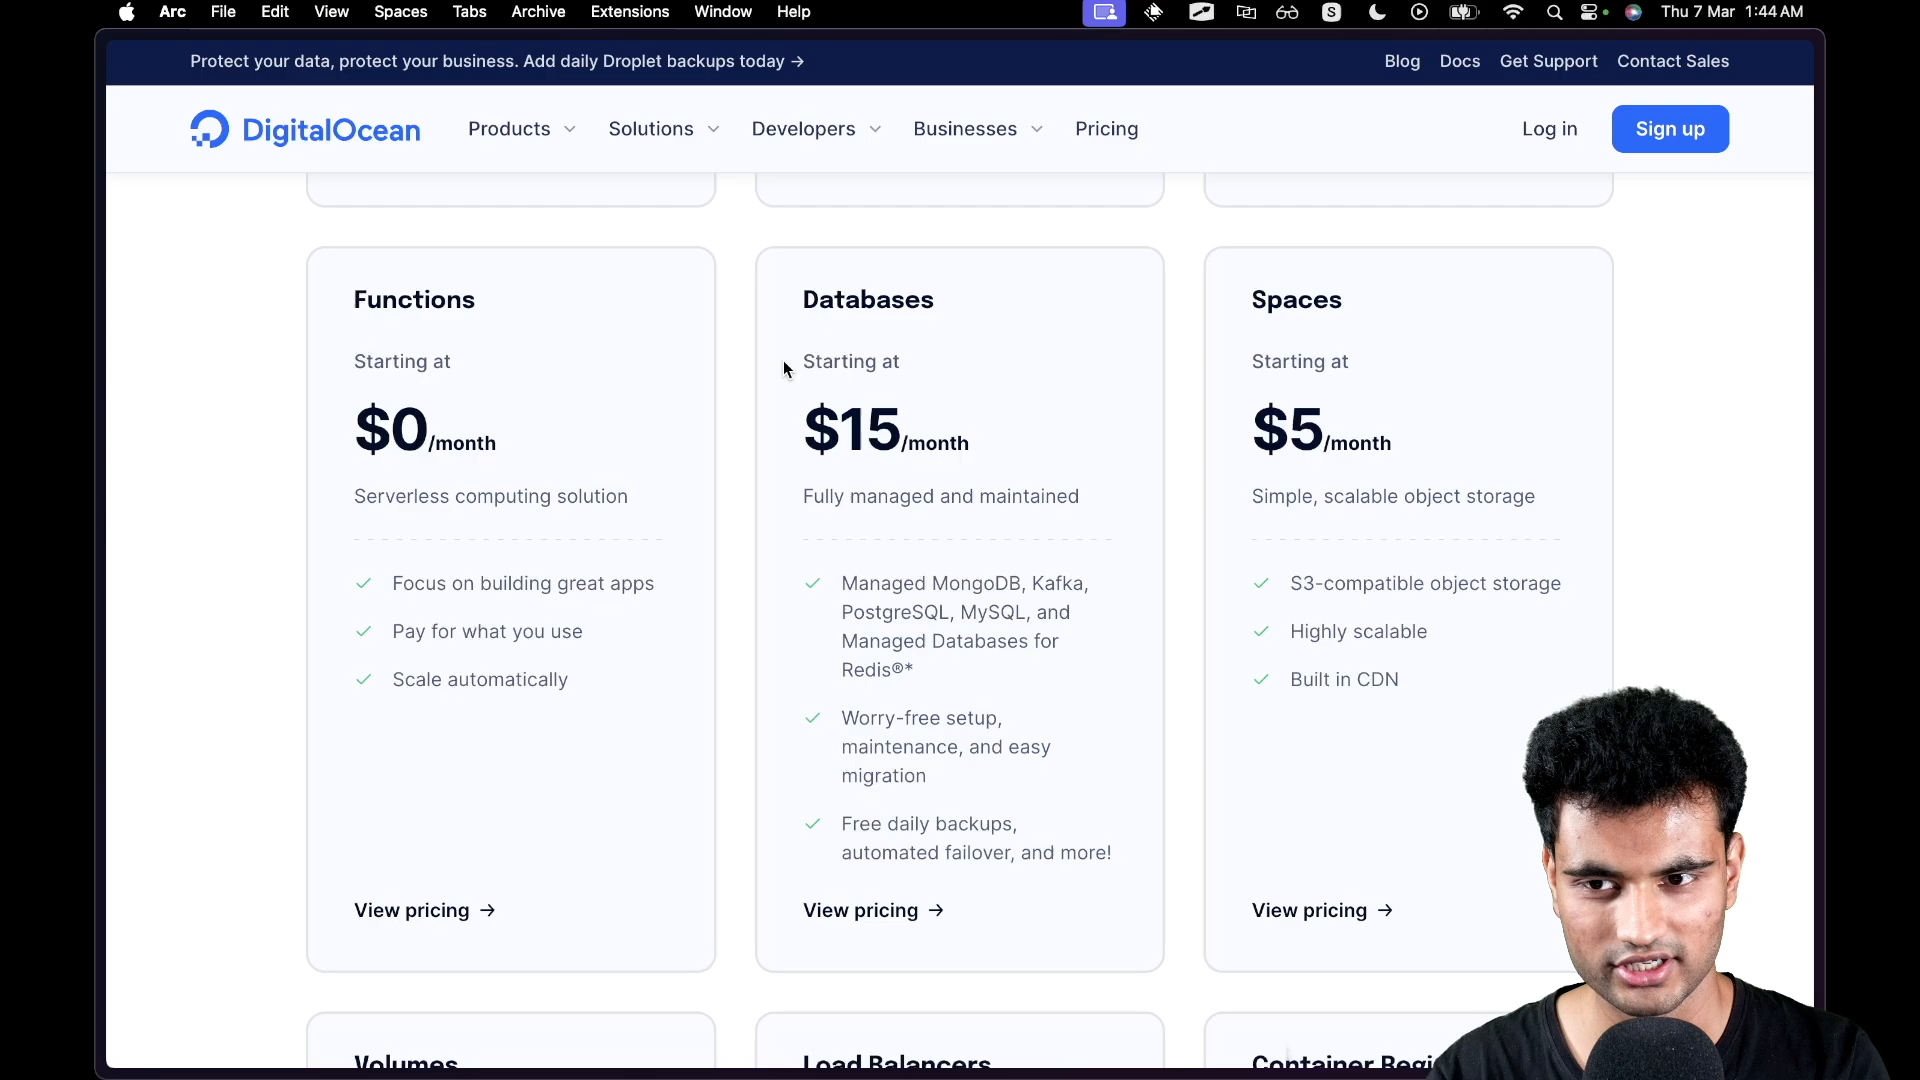 Arc File Edit View Spaces Tabs Archive Extensions Window Help S Thu 7 Mar 1:44 AM
Protect your data, protect your business. Add daily Droplet backups today → Blog Docs Get Support Contact Sales
DigitalOcean Products Solutions Developers Businesses Pricing Log in Sign up
Functions
Starting at
$0/month
Serverless computing solution
Focus on building great apps
Pay for what you use
Scale automatically
View pricing →
Databases
Starting at
$15/month
Fully managed and maintained
Managed MongoDB, Kafka,
PostgreSQL, MySQL, and
Managed Databases for
Redis®*
Worry-free setup,
maintenance, and easy
migration
Free daily backups,
automated failover, and more!
View pricing →
Spaces
Starting at
$5/month
Simple, scalable object storage
S3-compatible object storage
Highly scalable
Built in CDN
View pricing →
Volumes
Load Balancers
Container